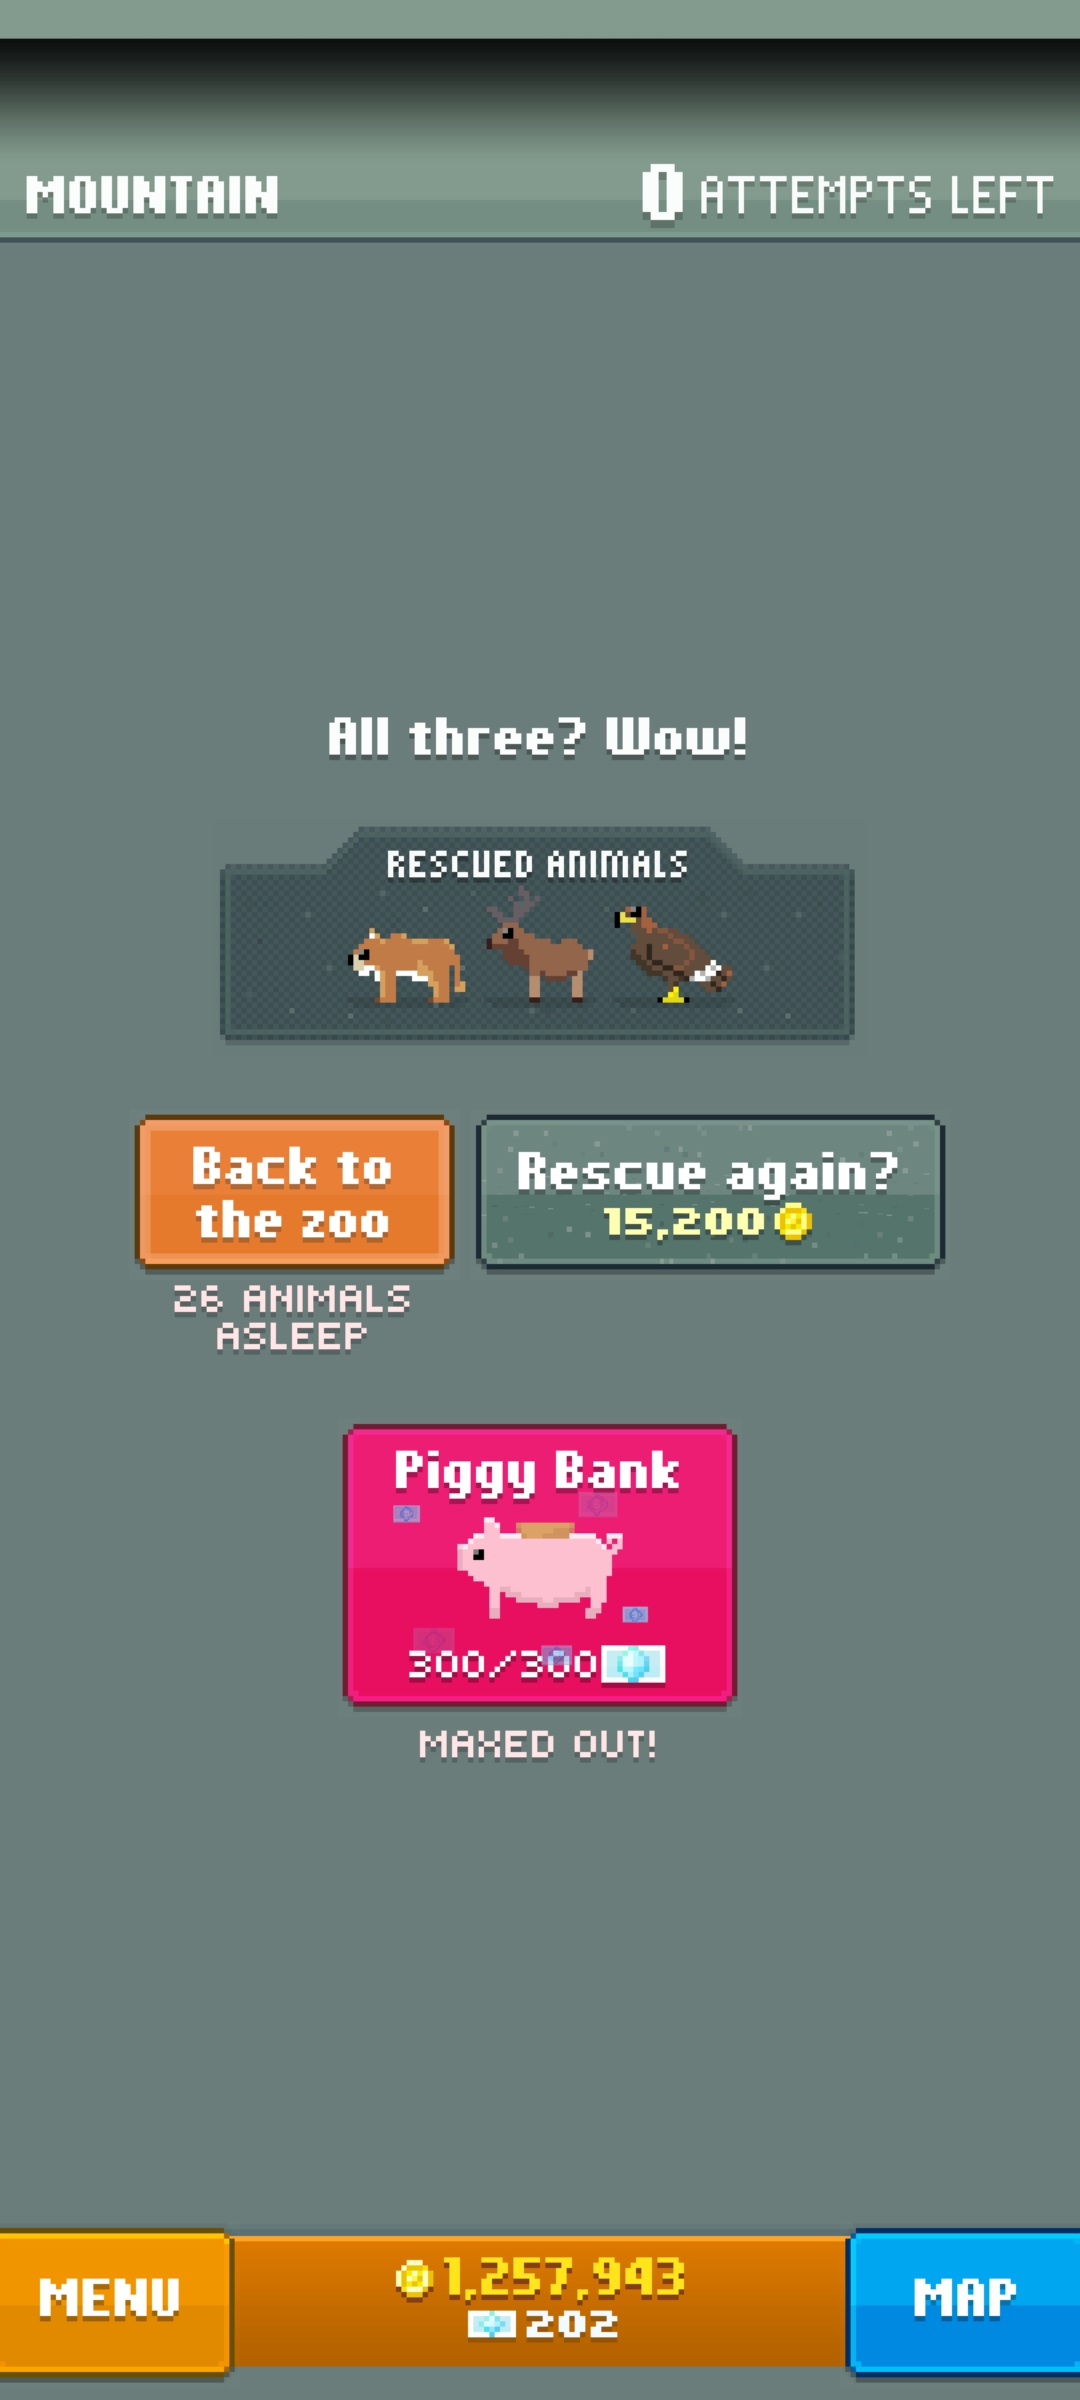 MOUNTAIN
0 ATTEMPTS LEFT
All three? Wow!
RESCUED ANIMALS
Back to
the zoo
Rescue again?
15,200
26 ANIMALS
ASLEEP
Piggy Bank
300/300
MAXED OUT!
MENU
1,257,943
202
MAP